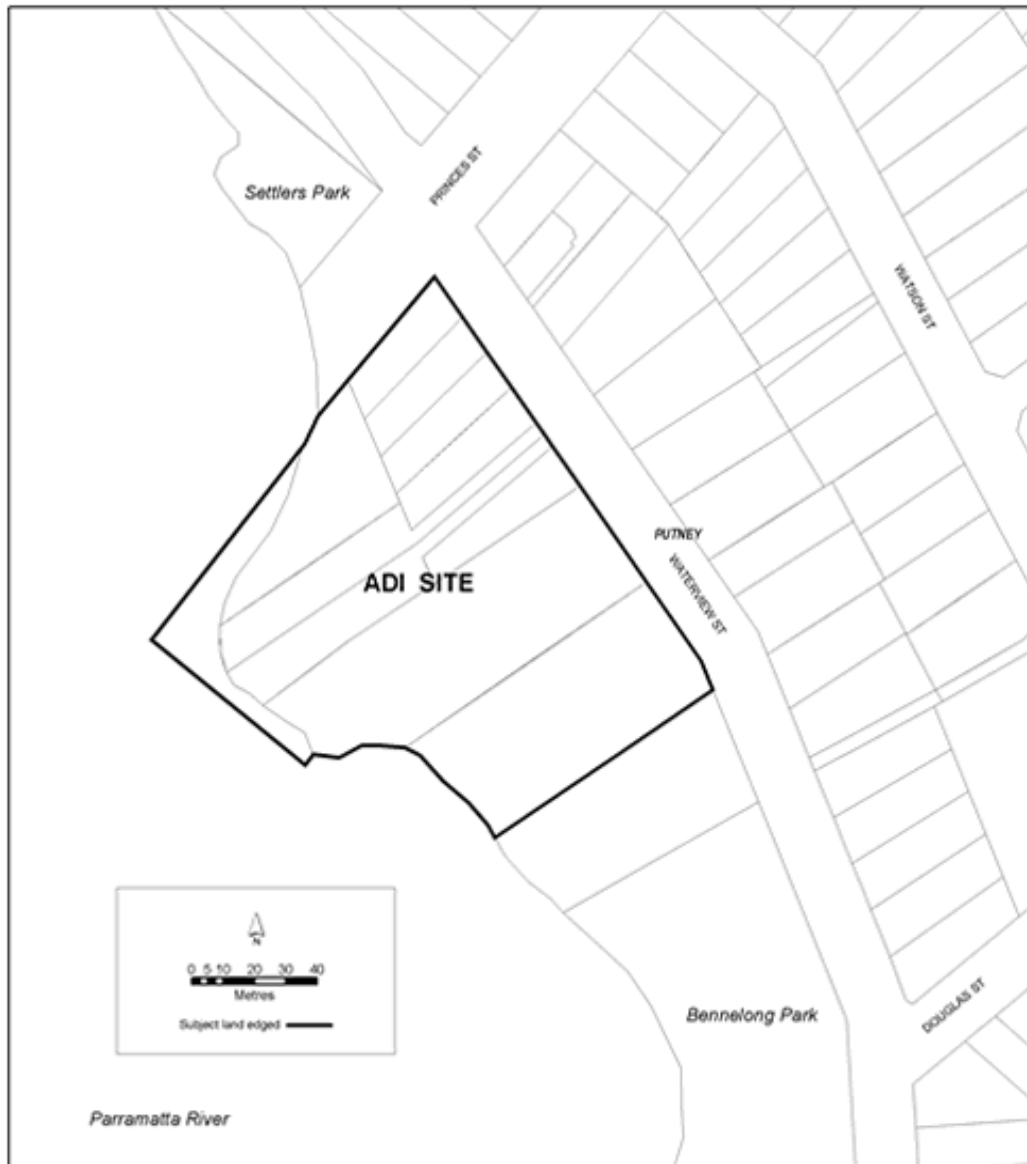 PRINCES ST
Settlers Park
WATSON ST
PUTNEY
WATERVIEW ST
ADI SITE
N
0 5 10 20 30 40
Metres
Subject land edged
Bennelong Park
DOUGLAS ST
Parramatta River